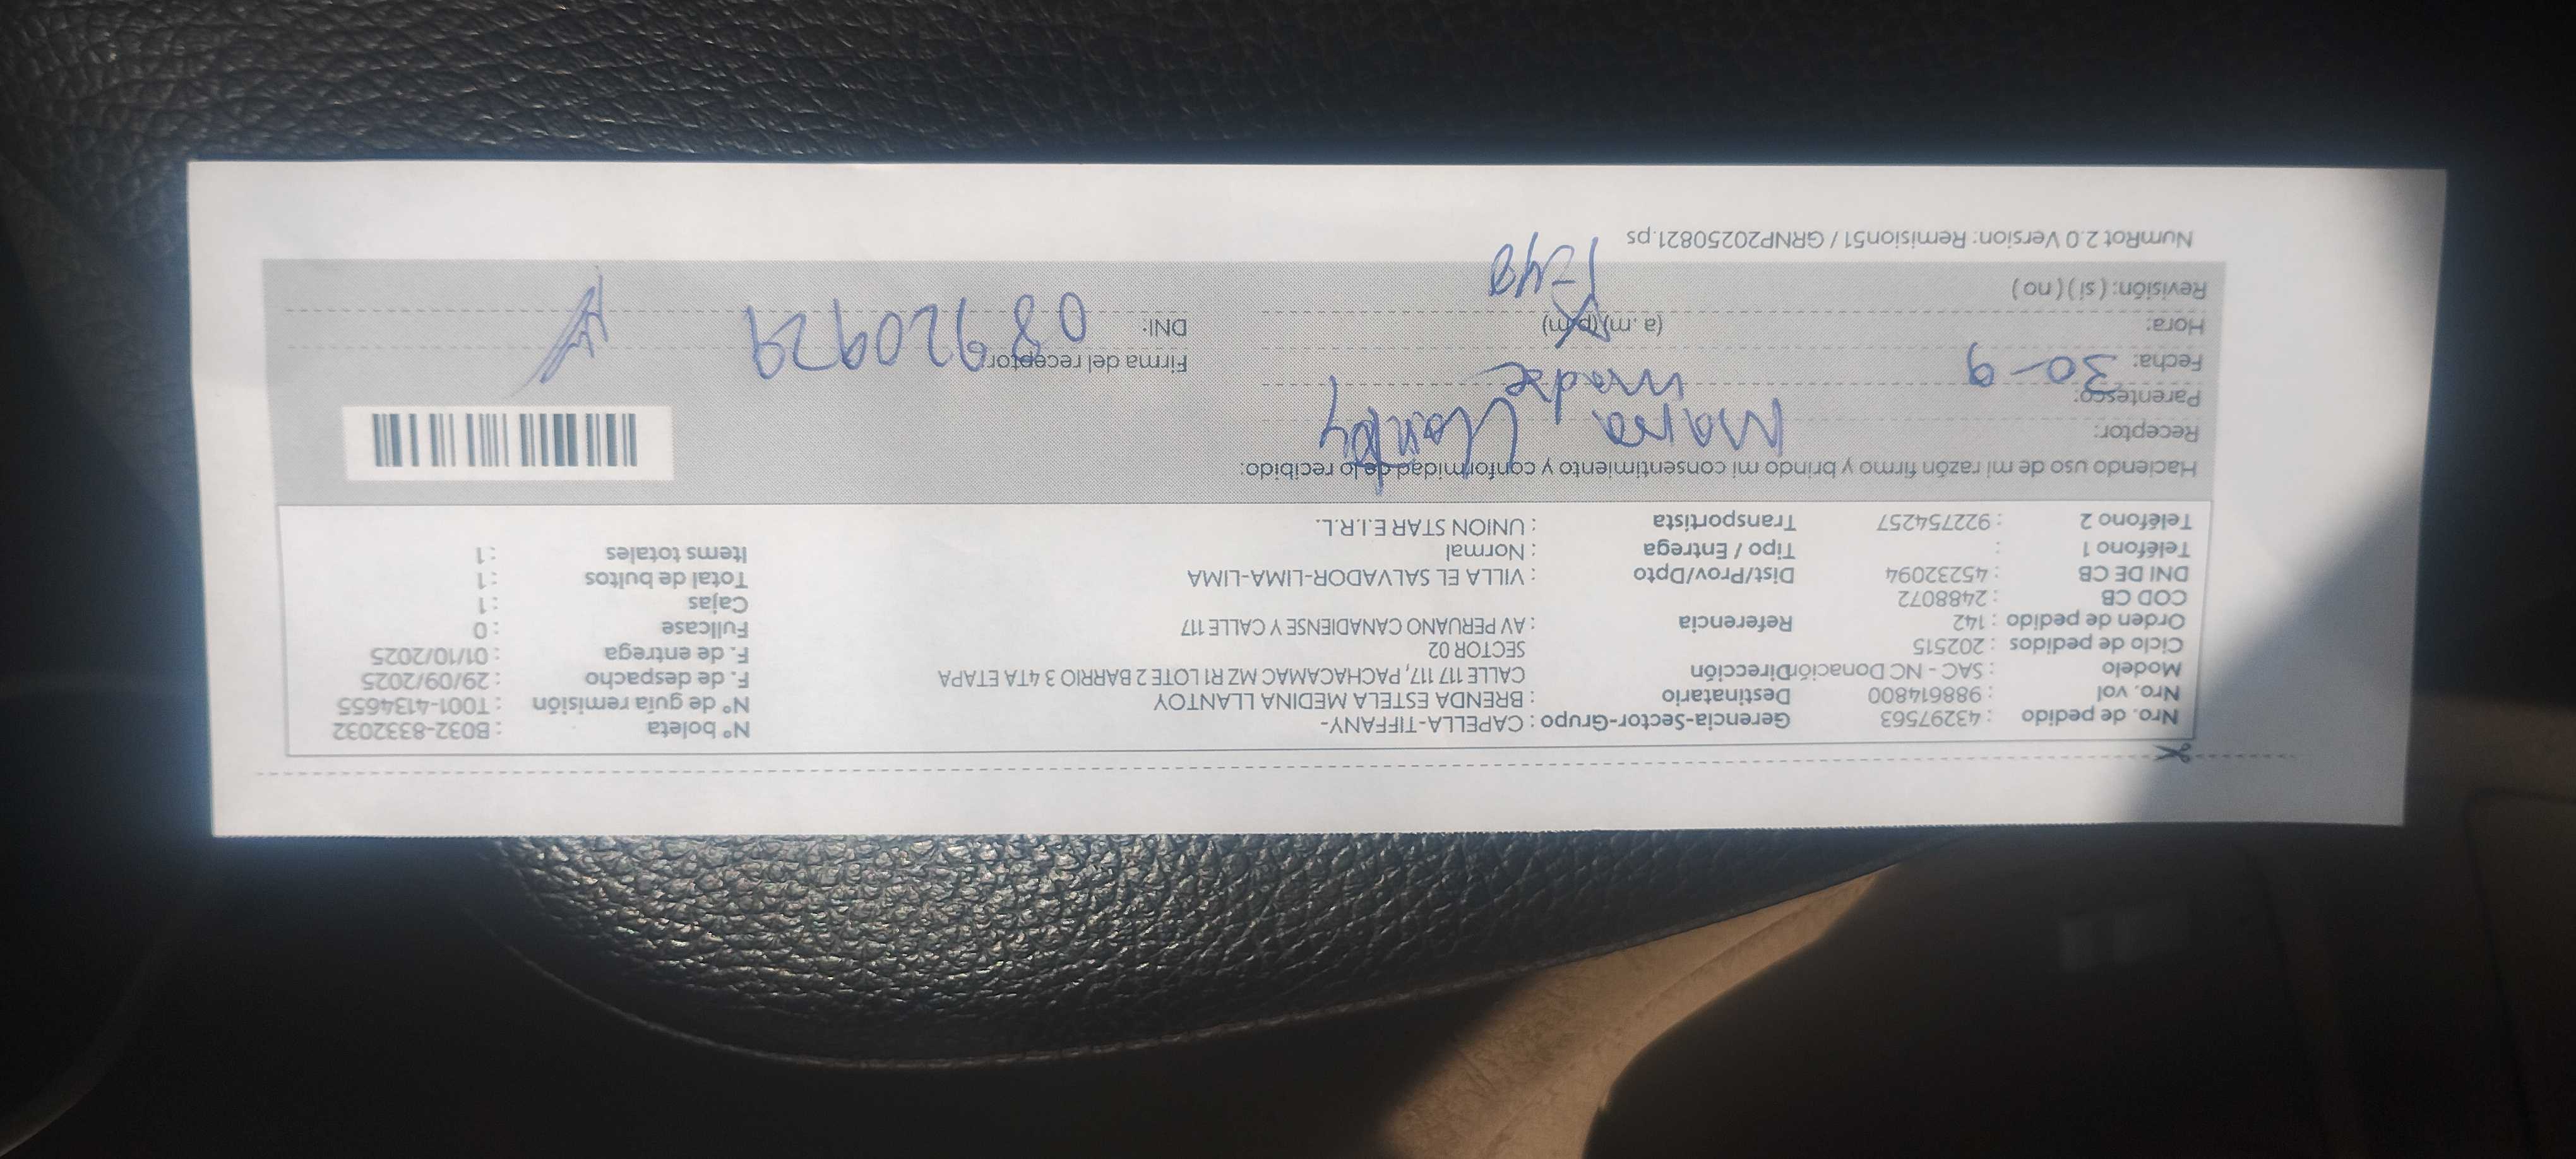 Nro. de pedido : 43297563 Gerencia-Sector-Grupo : CAPELLA-TIFFANY- N° boleta : B032-8332032
Nro. vol : 988614800 Destinatario : BRENDA ESTELA MEDINA LLANTOY N° de guía remisión : T001-4134655
Modelo : SAC - NC Donación Dirección CALLE 117 117, PACHACAMAC MZ R1 LOTE 2 BARRIO 3 4TA ETAPA F. de despacho : 29/09/2025
SECTOR 02
Ciclo de pedidos : 202515 F. de entrega : 01/10/2025
Orden de pedido : 142 Referencia : AV PERUANO CANADIENSE Y CALLE 117 Fullcase : 0
COD CB : 2488072 Cajas : 1
DNI DE CB : 45232094 Dist/Prov/Dpto : VILLA EL SALVADOR-LIMA-LIMA Total de bultos : 1
Teléfono 1 : Tipo / Entrega : Normal Items totales : 1
Teléfono 2 : 922754257 Transportista : UNION STAR E.I.R.L.
Haciendo uso de mi razón firmo y brindo mi consentimiento y conformidad de lo recibido:
Receptor: Maria Llantoy
Parentesco: madre
Fecha: 30-9 Firma del receptor:
Hora: (a. m) (p.m) DNI: 08920929
Revisión: ( si ) ( no )
NumRot 2.0 Version: Remision51 / GRNP20250821.ps